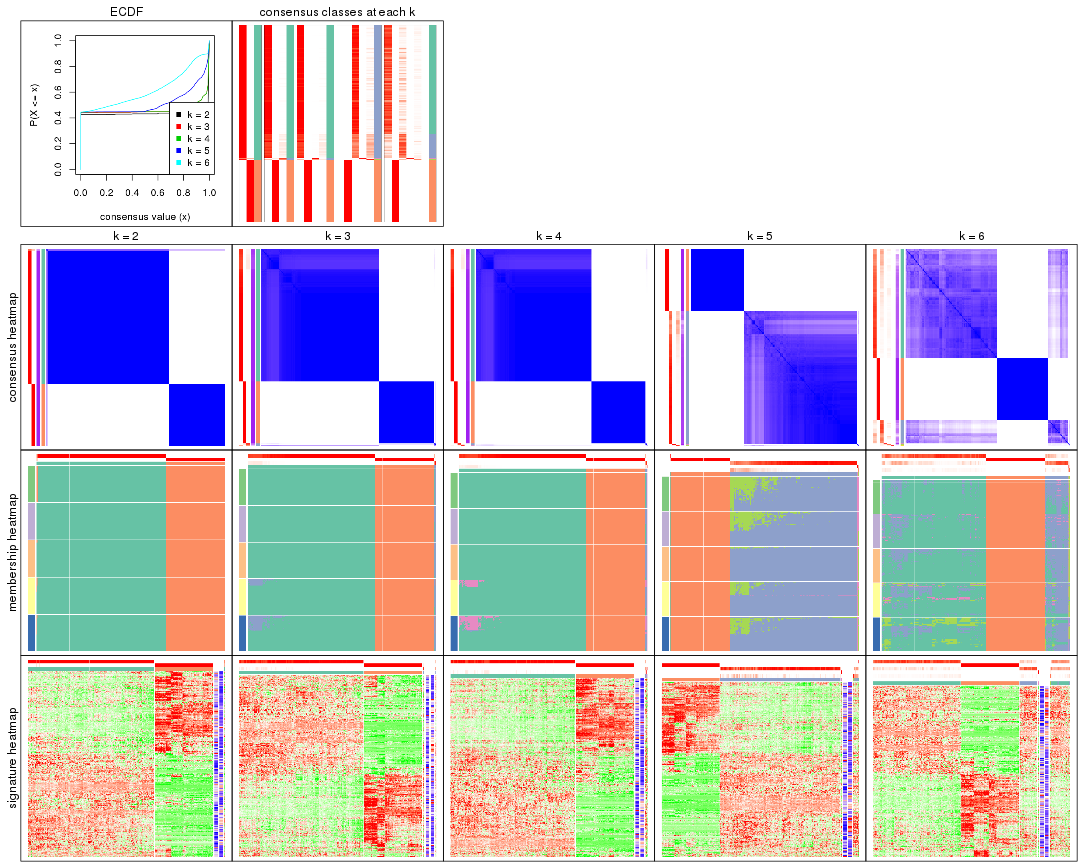 ECDF
consensus classes at each k
P(X <= x)
1.0
0.8
0.6
0.4
0.2
0.0
k = 2
k = 3
k = 4
k = 5
k = 6
0.0 0.2 0.4 0.6 0.8 1.0
consensus value (x)
k = 2
k = 3
k = 4
k = 5
k = 6
consensus heatmap
membership heatmap
signature heatmap